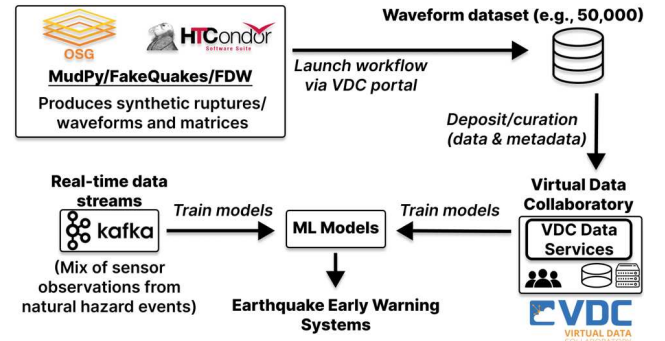 OSG
HTCondor
Software Suite
MudPy/FakeQuakes/FDW
Produces synthetic ruptures/
waveforms and matrices
Launch workflow
via VDC portal
Waveform dataset (e.g., 50,000)
Deposit/curation
(data & metadata)
Real-time data
streams
kafka
(Mix of sensor
observations from
natural hazard events)
Train models
ML Models
Train models
Earthquake Early Warning
Systems
Virtual Data
Collaboratory
VDC Data
Services
VDC
VIRTUAL DATA
COLLABORATORY